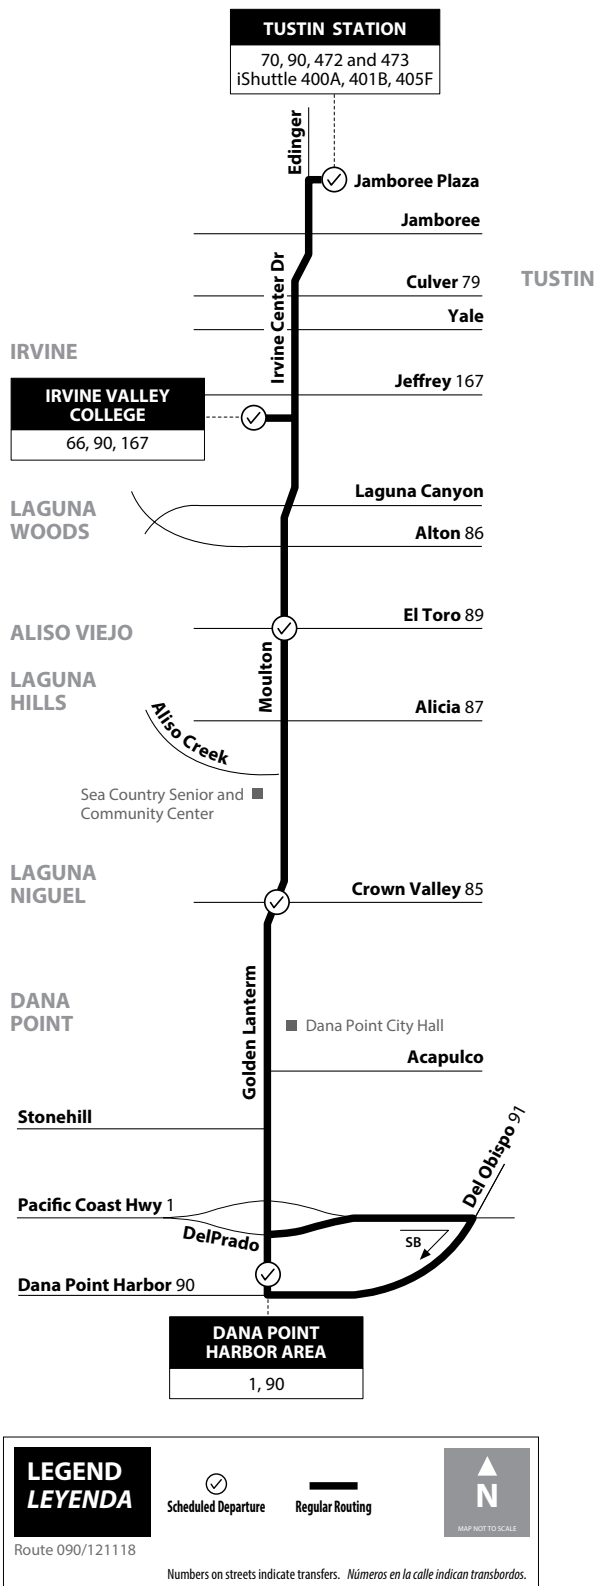 TUSTIN STATION
70, 90, 472 and 473
iShuttle 400A, 401B, 405F
Edinger
Jamboree Plaza
Jamboree
Irvine Center Dr
Culver 79
TUSTIN
Yale
IRVINE
Jeffrey 167
IRVINE VALLEY
COLLEGE
66, 90, 167
Laguna Canyon
LAGUNA
WOODS
Alton 86
El Toro 89
ALISO VIEJO
Moulton
LAGUNA
HILLS
Alicia 87
Aliso Creek
Sea Country Senior and
Community Center
LAGUNA
NIGUEL
Crown Valley 85
Golden Lanterm
DANA
POINT
Dana Point City Hall
Acapulco
Stonehill
Del Obispo 91
Pacific Coast Hwy 1
DelPrado
SB
Dana Point Harbor 90
DANA POINT
HARBOR AREA
1, 90
LEGEND
LEYENDA
Scheduled Departure
Regular Routing
N
MAP NOT TO SCALE
Route 090/121118
Numbers on streets indicate transfers. Números en la calle indican transbordos.